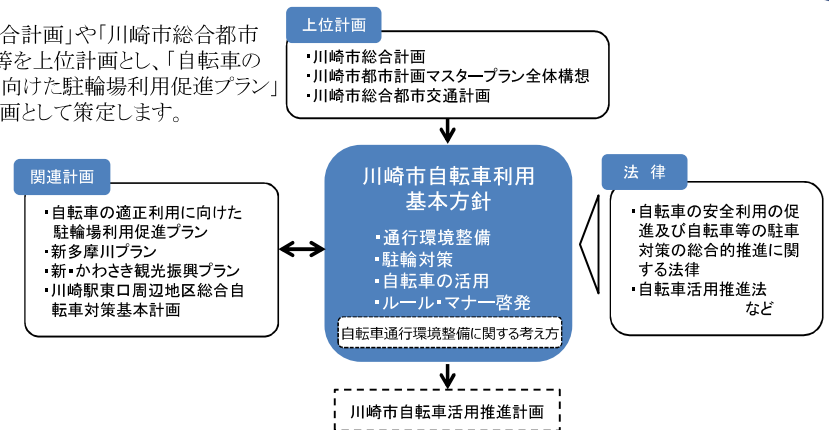 合計画」や「川崎市総合都市
等を上位計画とし、「自転車の
向けた駐輪場利用促進プラン」
画として策定します。
上位計画
・川崎市総合計画
・川崎市都市計画マスタープラン全体構想
・川崎市総合都市交通計画
関連計画
・自転車の適正利用に向けた
駐輪場利用促進プラン
・新多摩川プラン
・新・かわさき観光振興プラン
・川崎駅東口周辺地区総合自
転車対策基本計画
川崎市自転車利用
基本方針
・通行環境整備
・駐輪対策
・自転車の活用
・ルール・マナー啓発
自転車通行環境整備に関する考え方
法 律
・自転車の安全利用の促
進及び自転車等の駐車
対策の総合的推進に関
する法律
・自転車活用推進法
など
川崎市自転車活用推進計画